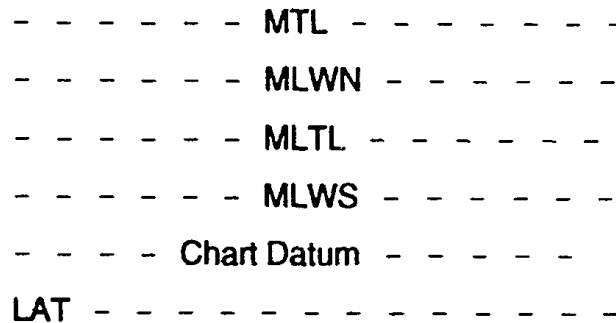 - - - - - - MTL - - - - - - -
- - - - - - MLWN - - - - - -
- - - - - - MLTL - - - - - -
- - - - - - MLWS - - - - - -
- - - - Chart Datum - - - - -
LAT - - - - - - - - - - - - -